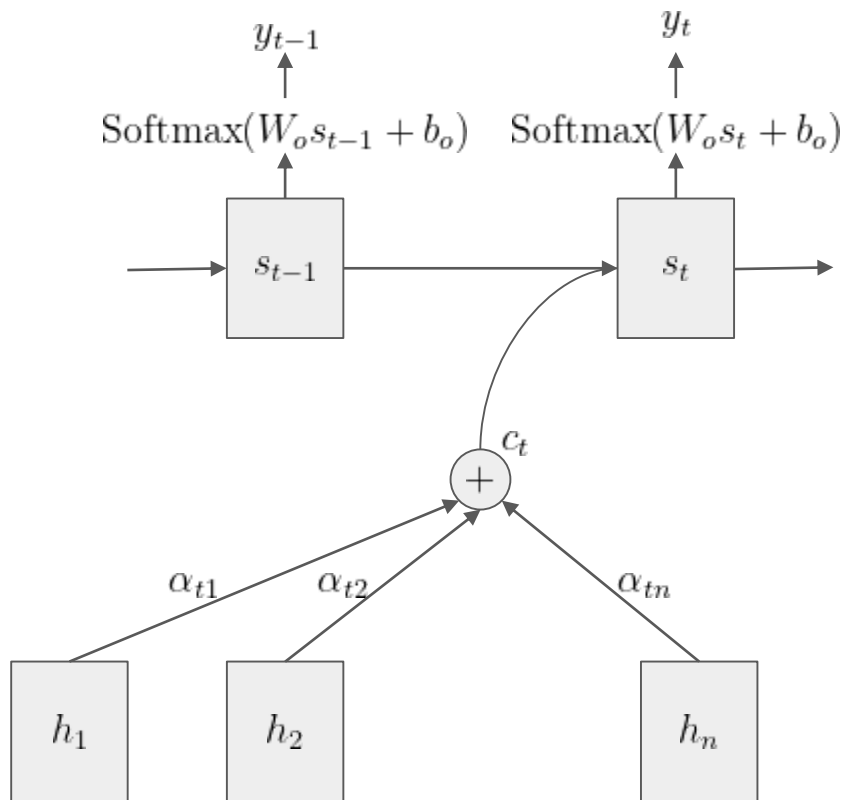 y_{t-1} y_t
Softmax(W_o s_{t-1} + b_o) Softmax(W_o s_t + b_o)
s_{t-1} s_t
c_t
+
α_{t1} α_{t2} α_{tn}
h_1 h_2 h_n